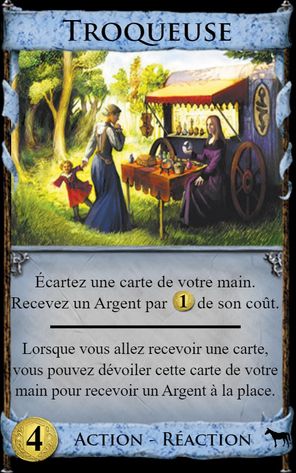 TROQUEUSE
Écartez une carte de votre main.
Recevez un Argent par 1 de son coût.
Lorsque vous allez recevoir une carte,
vous pouvez dévoiler cette carte de votre
main pour recevoir un Argent à la place.
4 ACTION - RÉACTION